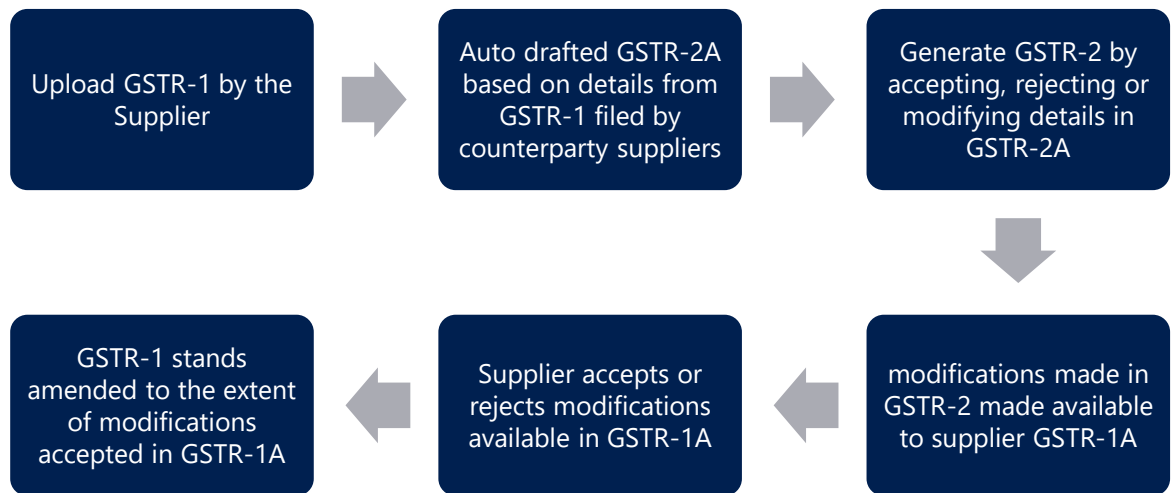 Upload GSTR-1 by the
Supplier
Auto drafted GSTR-2A
based on details from
GSTR-1 filed by
counterparty suppliers
Generate GSTR-2 by
accepting, rejecting or
modifying details in
GSTR-2A
modifications made in
GSTR-2 made available
to supplier GSTR-1A
Supplier accepts or
rejects modifications
available in GSTR-1A
GSTR-1 stands
amended to the extent
of modifications
accepted in GSTR-1A